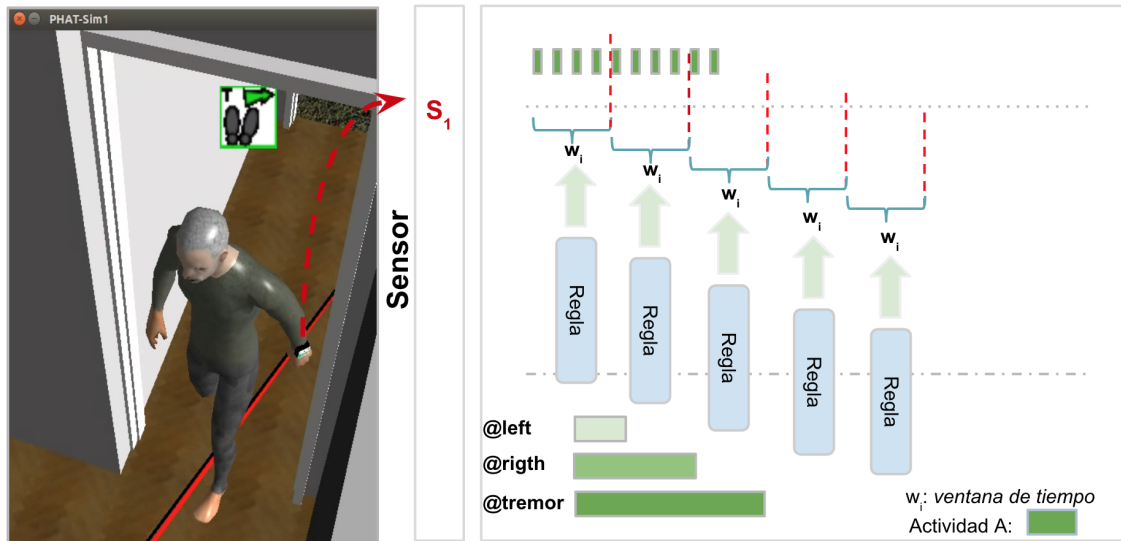 PHAT-Sim1
T
Sensor
S1
wi
wi
wi
wi
wi
Regla
Regla
Regla
Regla
Regla
@left
@rigth
@tremor
wi: ventana de tiempo
Actividad A: